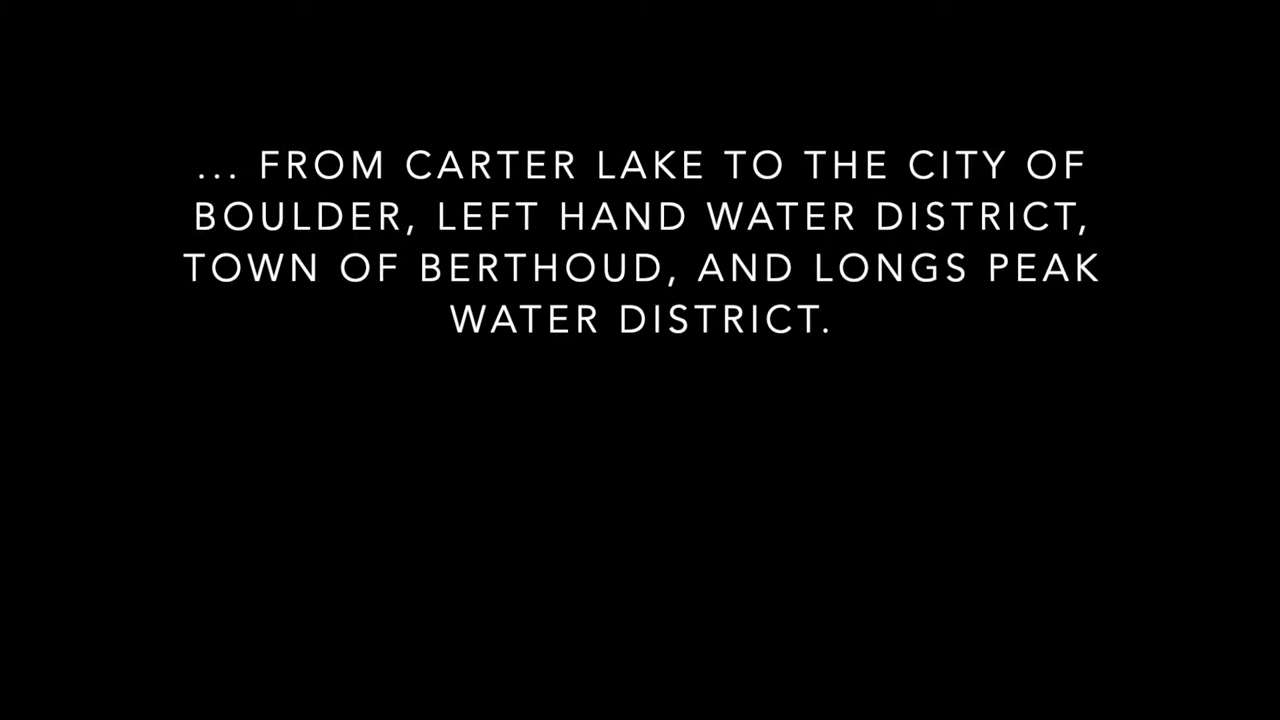 ... FROM CARTER LAKE TO THE CITY OF
BOULDER, LEFT HAND WATER DISTRICT,
TOWN OF BERTHOUD, AND LONGS PEAK
WATER DISTRICT.